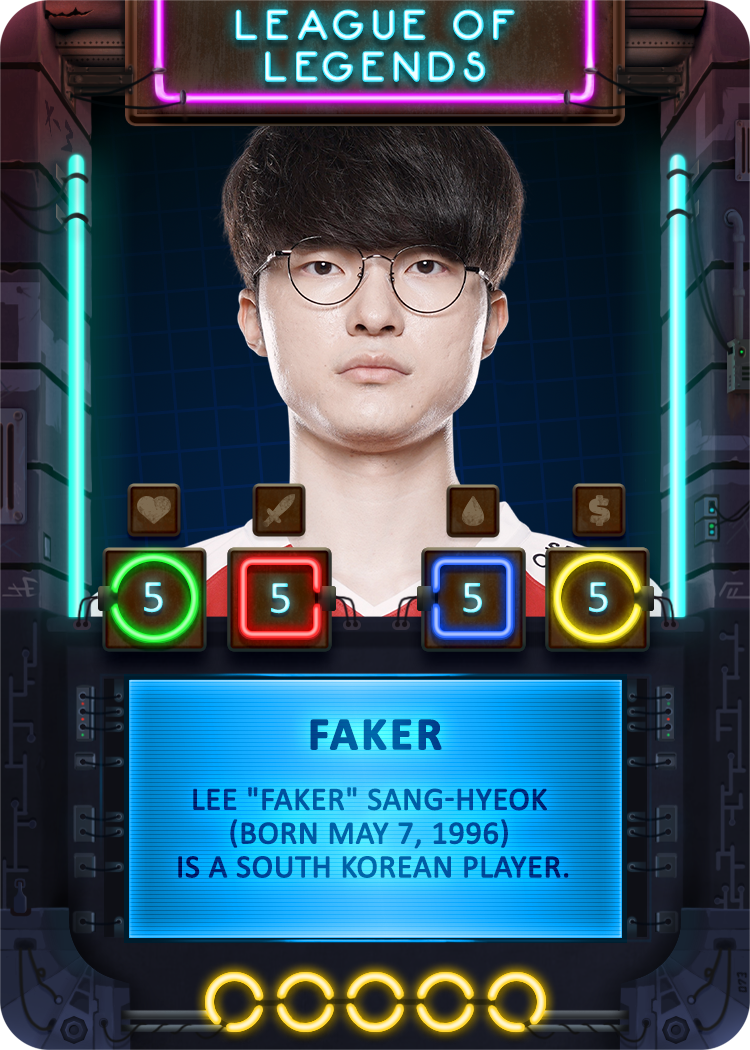 LEAGUE OF
LEGENDS
5 5 5 5
FAKER
LEE "FAKER" SANG-HYEOK
(BORN MAY 7, 1996)
IS A SOUTH KOREAN PLAYER.